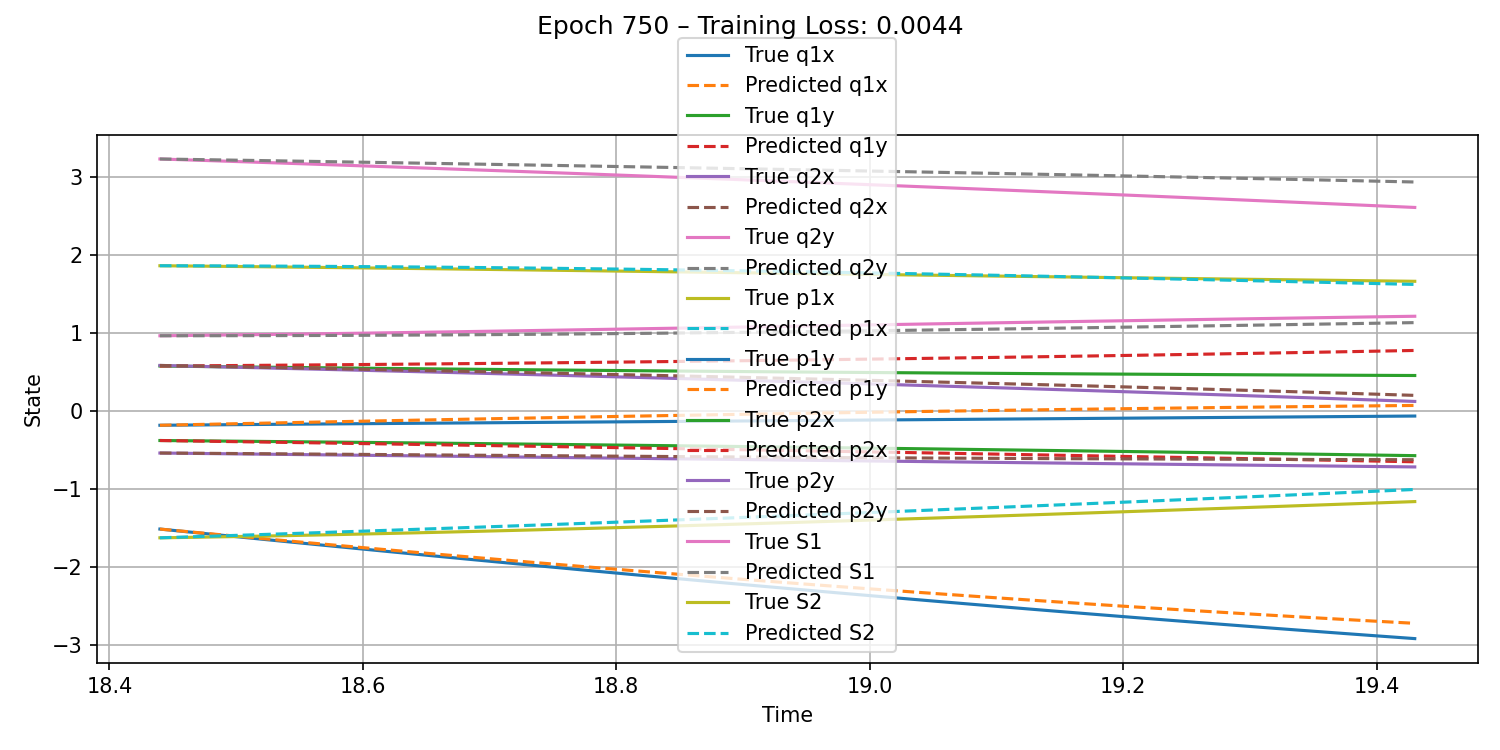 Epoch 750 – Training Loss: 0.0044
True q1x
Predicted q1x
True q1y
Predicted q1y
True q2x
Predicted q2x
True q2y
Predicted q2y
True p1x
Predicted p1x
True p1y
Predicted p1y
True p2x
Predicted p2x
True p2y
Predicted p2y
True S1
Predicted S1
True S2
Predicted S2
State
3
2
1
0
−1
−2
−3
18.4
18.6
18.8
19.0
19.2
19.4
Time